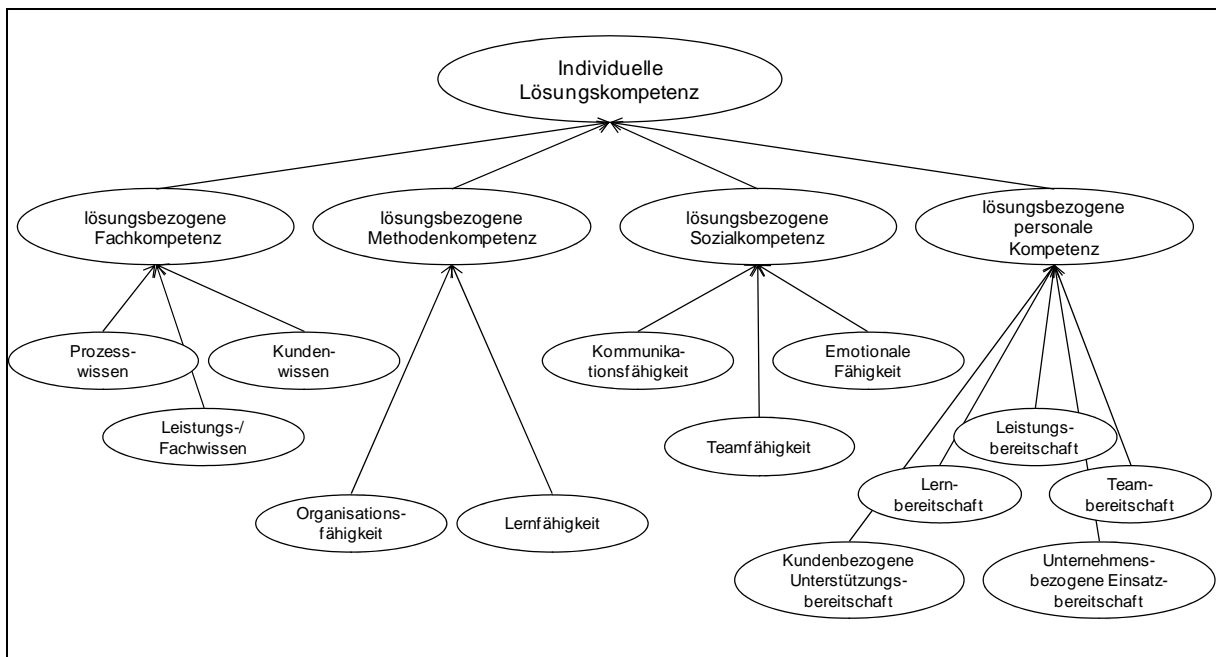 Individuelle
Lösungskompetenz
lösungsbezogene
Fachkompetenz
lösungsbezogene
Methodenkompetenz
lösungsbezogene
Sozialkompetenz
lösungsbezogene
personale
Kompetenz
Prozess-
wissen
Kunden-
wissen
Leistungs-/
Fachwissen
Organisations-
fähigkeit
Lernfähigkeit
Kommunika-
tionsfähigkeit
Emotionale
Fähigkeit
Teamfähigkeit
Leistungs-
bereitschaft
Lern-
bereitschaft
Team-
bereitschaft
Kundenbezogene
Unterstützungs-
bereitschaft
Unternehmens-
bezogene Einsatz-
bereitschaft